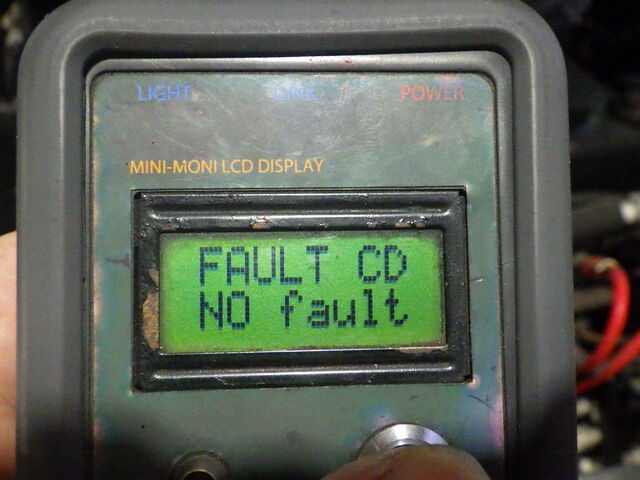 LIGHT LINK POWER
MINI-MONI LCD DISPLAY
FAULT CD
NO fault